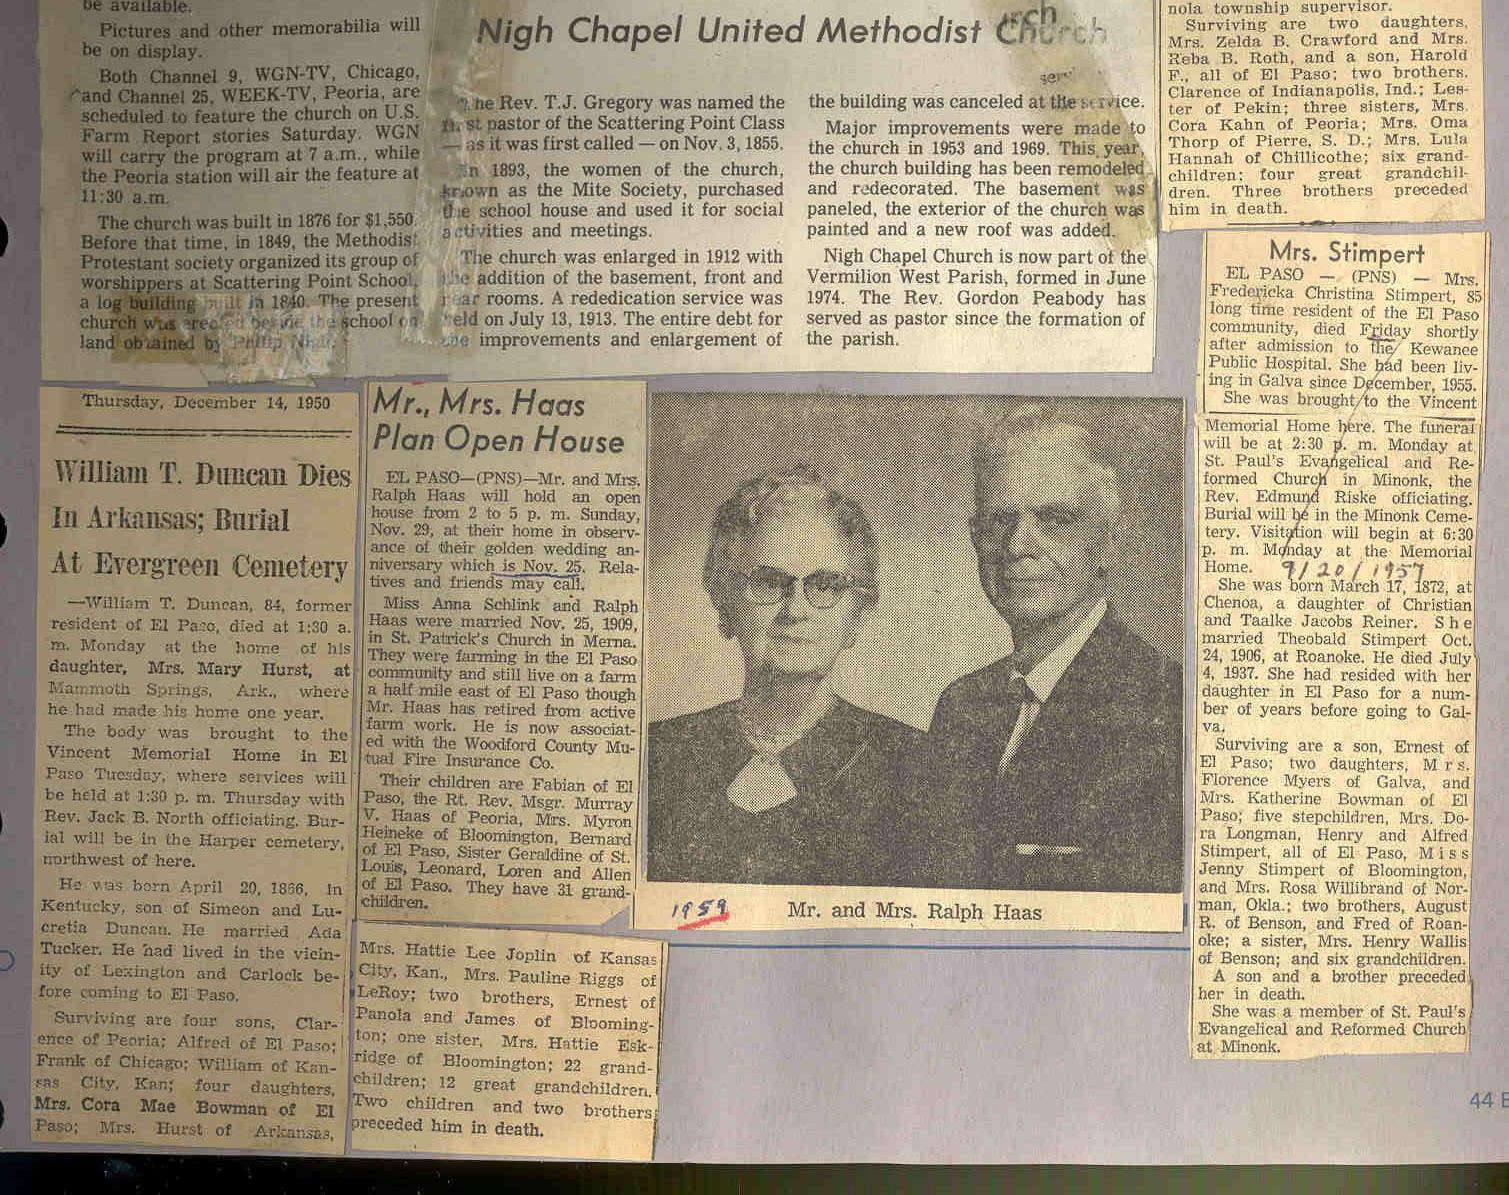 be available.
Pictures and other memorabilia will
be on display.
Both Channel 9, WGN-TV, Chicago,
and Channel 25, WEEK-TV, Peoria, are
scheduled to feature the church on U.S.
Farm Report stories Saturday. WGN
will carry the program at 7 a.m., while
the Peoria station will air the feature at
11:30 a.m.
The church was built in 1876 for $1,550.
Before that time, in 1849, the Methodist
Protestant society organized its group of
worshippers at Scattering Point School,
a log building built in 1840. The present
church was erected beside the school on
land obtained by Philip Nigh.
Nigh Chapel United Methodist Church
The Rev. T.J. Gregory was named the
first pastor of the Scattering Point Class
— as it was first called — on Nov. 3, 1855.
In 1893, the women of the church,
known as the Mite Society, purchased
the school house and used it for social
activities and meetings.
The church was enlarged in 1912 with
the addition of the basement, front and
rear rooms. A rededication service was
held on July 13, 1913. The entire debt for
the improvements and enlargement of
the building was canceled at the service.
Major improvements were made to
the church in 1953 and 1969. This year,
the church building has been remodeled
and redecorated. The basement was
paneled, the exterior of the church was
painted and a new roof was added.
Nigh Chapel Church is now part of the
Vermilion West Parish, formed in June
1974. The Rev. Gordon Peabody has
served as pastor since the formation of
the parish.
nola township supervisor.
Surviving are two daughters,
Mrs. Zelda B. Crawford and Mrs.
Reba B. Roth, and a son, Harold
F., all of El Paso; two brothers,
Clarence of Indianapolis, Ind.; Les-
ter of Pekin; three sisters, Mrs.
Cora Kahn of Peoria; Mrs. Oma
Thorp of Pierre, S. D.; Mrs. Lula
Hannah of Chillicothe; six grand-
children; four great grandchil-
dren. Three brothers preceded
him in death.
Thursday, December 14, 1950
William T. Duncan Dies
In Arkansas; Burial
At Evergreen Cemetery
—William T. Duncan, 84, former
resident of El Paso, died at 1:30 a.
m. Monday at the home of his
daughter, Mrs. Mary Hurst, at
Mammoth Springs, Ark., where
he had made his home one year.
The body was brought to the
Vincent Memorial Home in El
Paso Tuesday, where services will
be held at 1:30 p. m. Thursday with
Rev. Jack B. North officiating. Bur-
ial will be in the Harper cemetery,
northwest of here.
He was born April 20, 1866, in
Kentucky, son of Simeon and Lu-
cretia Duncan. He married Ada
Tucker. He had lived in the vicin-
ity of Lexington and Carlock be-
fore coming to El Paso.
Surviving are four sons, Clar-
ence of Peoria; Alfred of El Paso;
Frank of Chicago; William of Kan-
sas City, Kan; four daughters,
Mrs. Cora Mae Bowman of El
Paso; Mrs. Hurst of Arkansas,
Mrs. Hattie Lee Joplin of Kansas
City, Kan., Mrs. Pauline Riggs of
LeRoy; two brothers, Ernest of
Panola and James of Blooming-
ton; one sister, Mrs. Hattie Esk-
ridge of Bloomington; 22 grand-
children; 12 great grandchildren.
Two children and two brothers
preceded him in death.
Mr., Mrs. Haas
Plan Open House
EL PASO—(PNS)—Mr. and Mrs.
Ralph Haas will hold an open
house from 2 to 5 p. m. Sunday,
Nov. 29, at their home in observ-
ance of their golden wedding an-
niversary which is Nov. 25. Rela-
tives and friends may call.
Miss Anna Schlink and Ralph
Haas were married Nov. 25, 1909,
in St. Patrick's Church in Merna.
They were farming in the El Paso
community and still live on a farm
a half mile east of El Paso though
Mr. Haas has retired from active
farm work. He is now associat-
ed with the Woodford County Mu-
tual Fire Insurance Co.
Their children are Fabian of El
Paso, the Rt. Rev. Msgr. Murray
V. Haas of Peoria, Mrs. Myron
Heineke of Bloomington, Bernard
of El Paso, Sister Geraldine of St.
Louis, Leonard, Loren and Allen
of El Paso. They have 31 grand-
children.
1959
Mr. and Mrs. Ralph Haas
Mrs. Stimpert
EL PASO — (PNS) — Mrs.
Fredericka Christina Stimpert, 85
long time resident of the El Paso
community, died Friday shortly
after admission to the Kewanee
Public Hospital. She had been liv-
ing in Galva since December, 1955.
She was brought to the Vincent
Memorial Home here. The funeral
will be at 2:30 p. m. Monday at
St. Paul's Evangelical and Re-
formed Church in Minonk, the
Rev. Edmund Riske officiating.
Burial will be in the Minonk Ceme-
tery. Visitation will begin at 6:30
p. m. Monday at the Memorial
Home. 9/20/1957
She was born March 17, 1872, at
Chenoa, a daughter of Christian
and Taalke Jacobs Reiner. She
married Theobald Stimpert Oct.
24, 1906, at Roanoke. He died July
4, 1937. She had resided with her
daughter in El Paso for a num-
ber of years before going to Gal-
va.
Surviving are a son, Ernest of
El Paso; two daughters, Mrs.
Florence Myers of Galva, and
Mrs. Katherine Bowman of El
Paso; five stepchildren, Mrs. Do-
ra Longman, Henry and Alfred
Stimpert, all of El Paso, Miss
Jenny Stimpert of Bloomington,
and Mrs. Rosa Willibrand of Nor-
man, Okla.; two brothers, August
R. of Benson, and Fred of Roan-
oke; a sister, Mrs. Henry Wallis
of Benson; and six grandchildren.
A son and a brother preceded
her in death.
She was a member of St. Paul's
Evangelical and Reformed Church
at Minonk.
44